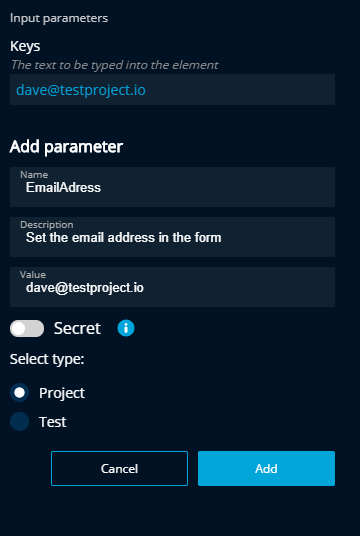 Input parameters
Keys
The text to be typed into the element
dave@testproject.io
Add parameter
Name
EmailAdress
Description
Set the email address in the form
Value
dave@testproject.io
Secret
Select type:
Project
Test
Cancel Add